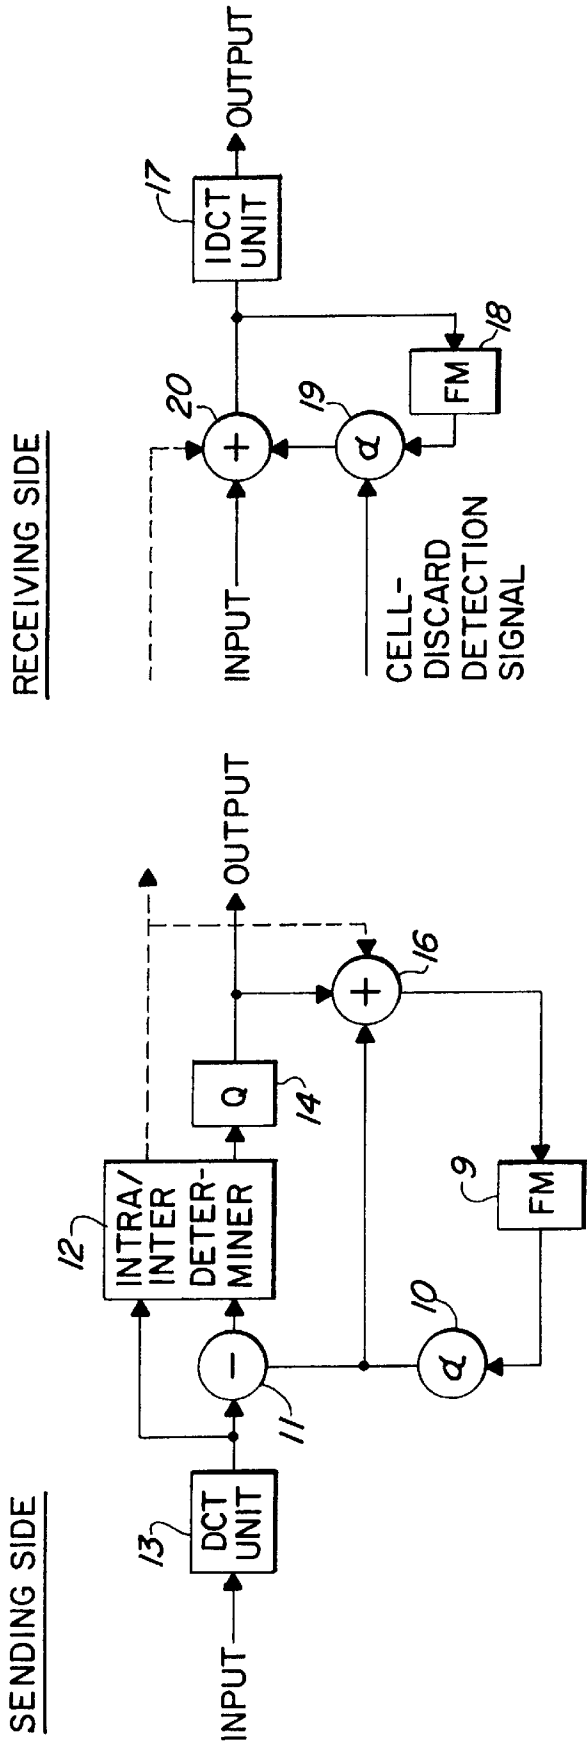 SENDING SIDE
INPUT
13
DCT
UNIT
11
−
12
INTRA/
INTER
DETER-
MINER
Q
14
OUTPUT
+
16
10
α
9
FM
RECEIVING SIDE
INPUT
20
+
17
IDCT
UNIT
OUTPUT
19
α
FM
18
CELL-
DISCARD
DETECTION
SIGNAL